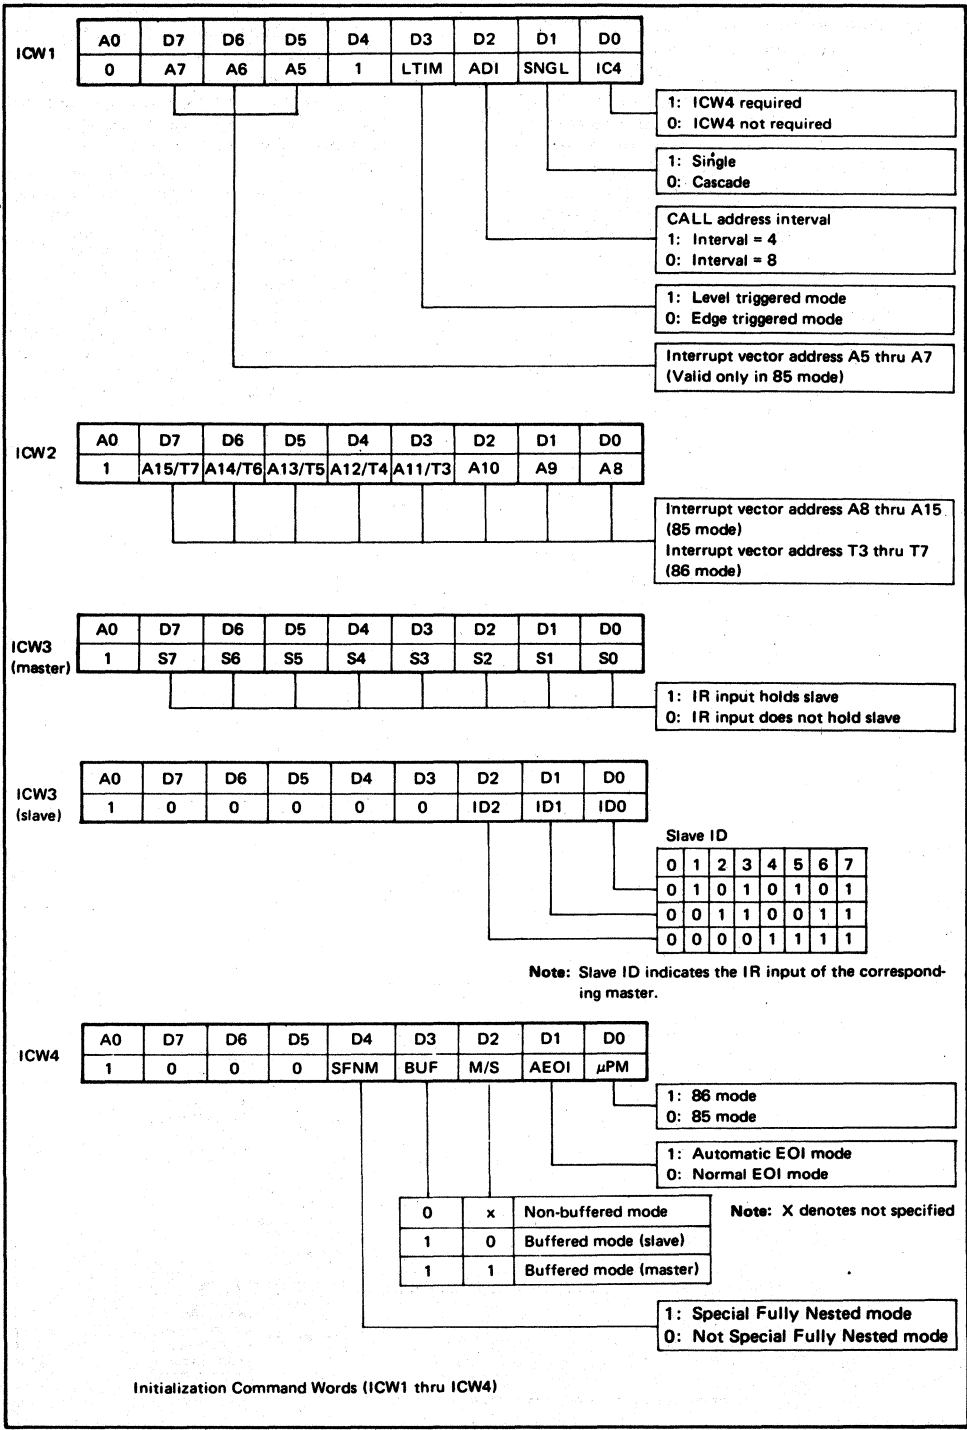 ICW1
A0 D7 D6 D5 D4 D3 D2 D1 D0
0 A7 A6 A5 1 LTIM ADI SNGL IC4
1: ICW4 required
0: ICW4 not required
1: Single
0: Cascade
CALL address interval
1: Interval = 4
0: Interval = 8
1: Level triggered mode
0: Edge triggered mode
Interrupt vector address A5 thru A7
(Valid only in 85 mode)
ICW2
A0 D7 D6 D5 D4 D3 D2 D1 D0
1 A15/T7 A14/T6 A13/T5 A12/T4 A11/T3 A10 A9 A8
Interrupt vector address A8 thru A15
(85 mode)
Interrupt vector address T3 thru T7
(86 mode)
ICW3
(master)
A0 D7 D6 D5 D4 D3 D2 D1 D0
1 S7 S6 S5 S4 S3 S2 S1 S0
1: IR input holds slave
0: IR input does not hold slave
ICW3
(slave)
A0 D7 D6 D5 D4 D3 D2 D1 D0
1 0 0 0 0 0 ID2 ID1 ID0
Slave ID
0 1 2 3 4 5 6 7
0 1 0 1 0 1 0 1
0 0 1 1 0 0 1 1
0 0 0 0 1 1 1 1
Note: Slave ID indicates the IR input of the correspond-
ing master.
ICW4
A0 D7 D6 D5 D4 D3 D2 D1 D0
1 0 0 0 SFNM BUF M/S AEOI μPM
1: 86 mode
0: 85 mode
1: Automatic EOI mode
0: Normal EOI mode
0 x Non-buffered mode
1 0 Buffered mode (slave)
1 1 Buffered mode (master)
Note: X denotes not specified
1: Special Fully Nested mode
0: Not Special Fully Nested mode
Initialization Command Words (ICW1 thru ICW4)